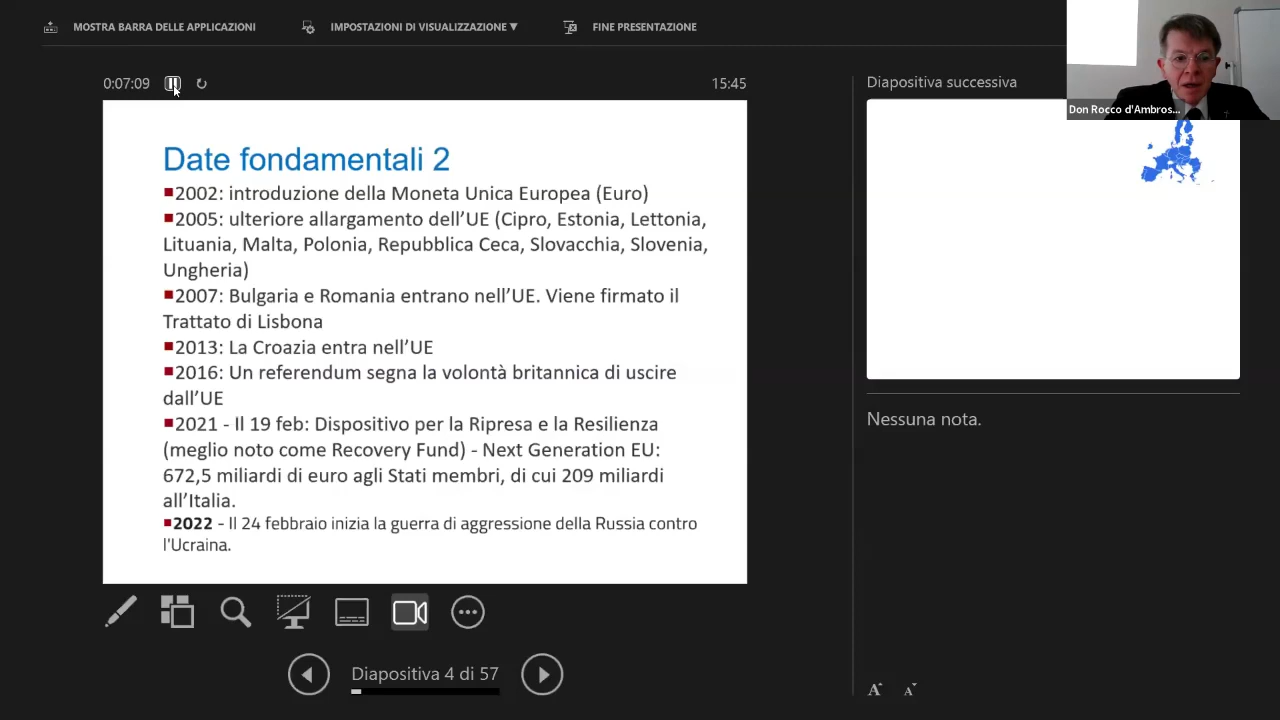 MOSTRA BARRA DELLE APPLICAZIONI
IMPOSTAZIONI DI VISUALIZZAZIONE ▼
FINE PRESENTAZIONE
Don Rocco d'Ambros...
0:07:09
15:45
Diapositiva successiva
Date fondamentali 2
2002: introduzione della Moneta Unica Europea (Euro)
2005: ulteriore allargamento dell’UE (Cipro, Estonia, Lettonia,
Lituania, Malta, Polonia, Repubblica Ceca, Slovacchia, Slovenia,
Ungheria)
2007: Bulgaria e Romania entrano nell’UE. Viene firmato il
Trattato di Lisbona
2013: La Croazia entra nell’UE
2016: Un referendum segna la volontà britannica di uscire
dall’UE
2021 - Il 19 feb: Dispositivo per la Ripresa e la Resilienza
(meglio noto come Recovery Fund) - Next Generation EU:
672,5 miliardi di euro agli Stati membri, di cui 209 miliardi
all’Italia.
2022 - Il 24 febbraio inizia la guerra di aggressione della Russia contro
l'Ucraina.
Nessuna nota.
Diapositiva 4 di 57
A A